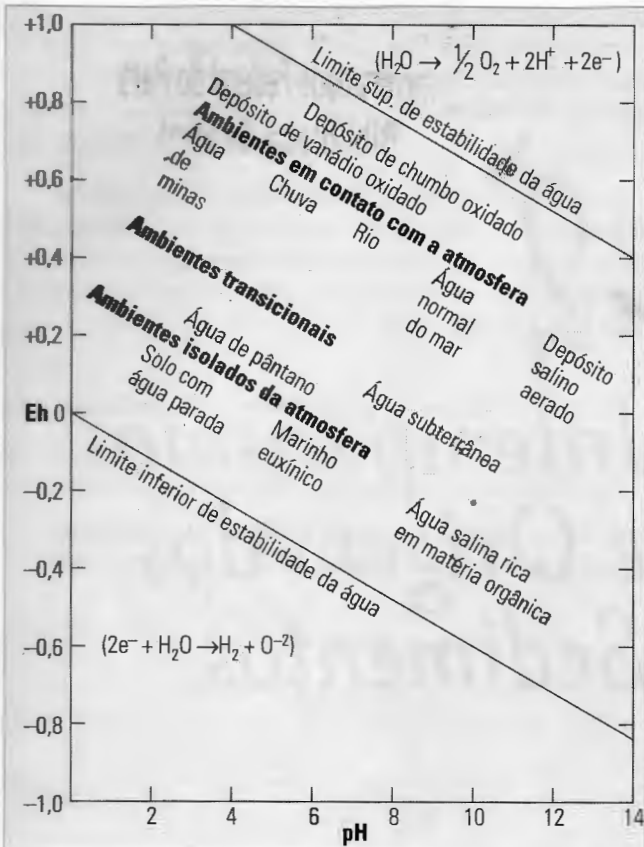 +1,0
+0,8
+0,6
+0,4
+0,2
Eh 0
−0,2
−0,4
−0,6
−0,8
−1,0
(H₂O → ½ O₂ + 2H⁺ + 2e⁻)
Limite sup. de estabilidade da água
Depósito de chumbo oxidado
Depósito de vanádio oxidado
Ambientes em contato com a atmosfera
Água
de
minas
Chuva
Rio
Água
normal
do mar
Depósito
salino
aerado
Ambientes transicionais
Água de pântano
Água subterrânea
Ambientes isolados da atmosfera
Solo com
água parada
Marinho
euxínico
Água salina rica
em matéria orgânica
Limite inferior de estabilidade da água
(2e⁻ + H₂O → H₂ + O⁻²)
2 4 6 8 10 12 14
pH